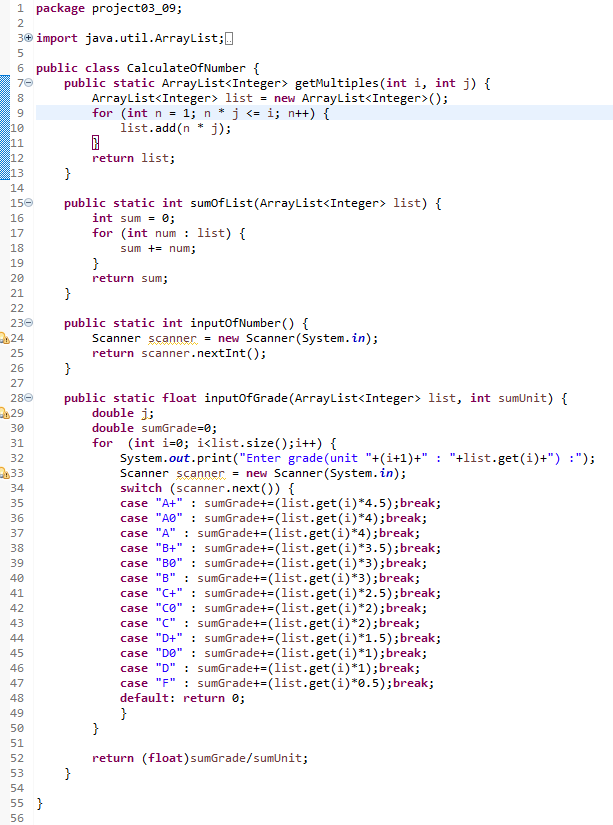 1 package project03_09;
2
3 import java.util.ArrayList;
5
6 public class CalculateOfNumber {
7     public static ArrayList<Integer> getMultiples(int i, int j) {
8         ArrayList<Integer> list = new ArrayList<Integer>();
9         for (int n = 1; n * j <= i; n++) {
10             list.add(n * j);
11         }
12         return list;
13     }
14
15     public static int sumOfList(ArrayList<Integer> list) {
16         int sum = 0;
17         for (int num : list) {
18             sum += num;
19         }
20         return sum;
21     }
22
23     public static int inputOfNumber() {
24         Scanner scanner = new Scanner(System.in);
25         return scanner.nextInt();
26     }
27
28     public static float inputOfGrade(ArrayList<Integer> list, int sumUnit) {
29         double j;
30         double sumGrade=0;
31         for  (int i=0; i<list.size();i++) {
32             System.out.print("Enter grade(unit "+(i+1)+" : "+list.get(i)+") :");
33             Scanner scanner = new Scanner(System.in);
34             switch (scanner.next()) {
35             case "A+" : sumGrade+=(list.get(i)*4.5);break;
36             case "A0" : sumGrade+=(list.get(i)*4);break;
37             case "A" : sumGrade+=(list.get(i)*4);break;
38             case "B+" : sumGrade+=(list.get(i)*3.5);break;
39             case "B0" : sumGrade+=(list.get(i)*3);break;
40             case "B" : sumGrade+=(list.get(i)*3);break;
41             case "C+" : sumGrade+=(list.get(i)*2.5);break;
42             case "C0" : sumGrade+=(list.get(i)*2);break;
43             case "C" : sumGrade+=(list.get(i)*2);break;
44             case "D+" : sumGrade+=(list.get(i)*1.5);break;
45             case "D0" : sumGrade+=(list.get(i)*1);break;
46             case "D" : sumGrade+=(list.get(i)*1);break;
47             case "F" : sumGrade+=(list.get(i)*0.5);break;
48             default: return 0;
49             }
50         }
51
52         return (float)sumGrade/sumUnit;
53     }
54
55 }
56